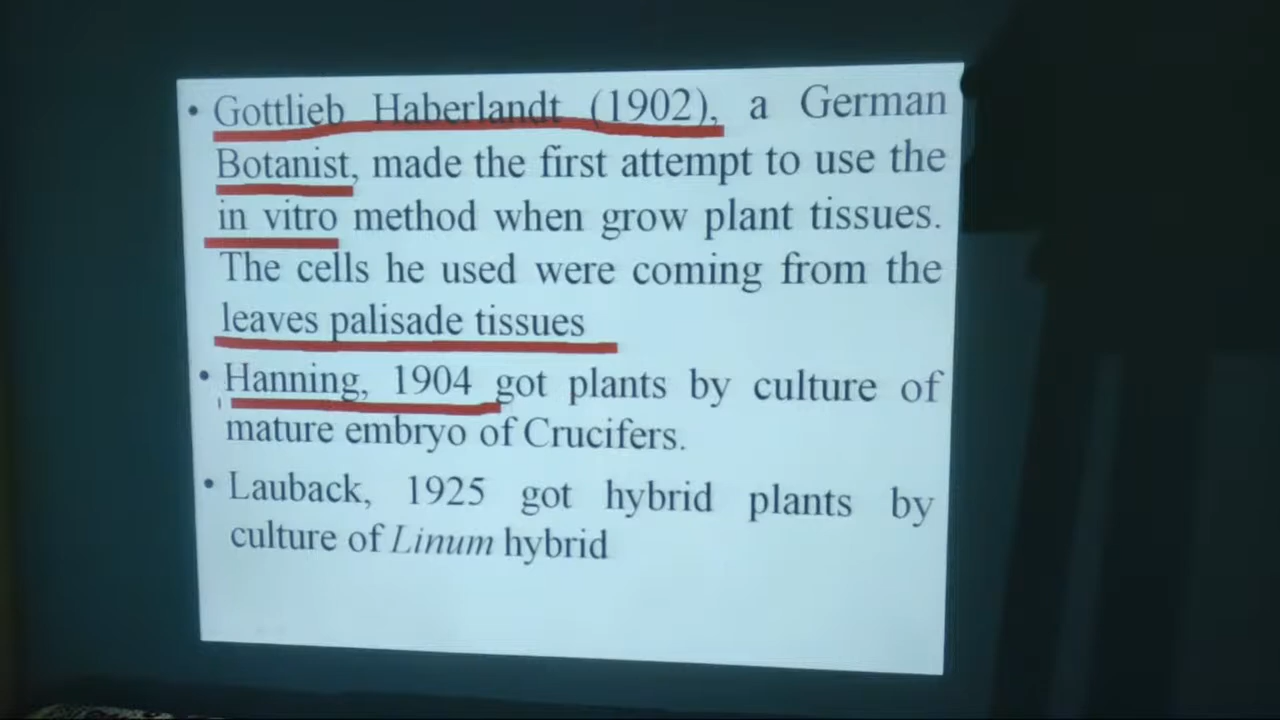 • Gottlieb Haberlandt (1902), a German
Botanist, made the first attempt to use the
in vitro method when grow plant tissues.
The cells he used were coming from the
leaves palisade tissues
• Hanning, 1904 got plants by culture of
mature embryo of Crucifers.
• Lauback, 1925 got hybrid plants by
culture of Linum hybrid